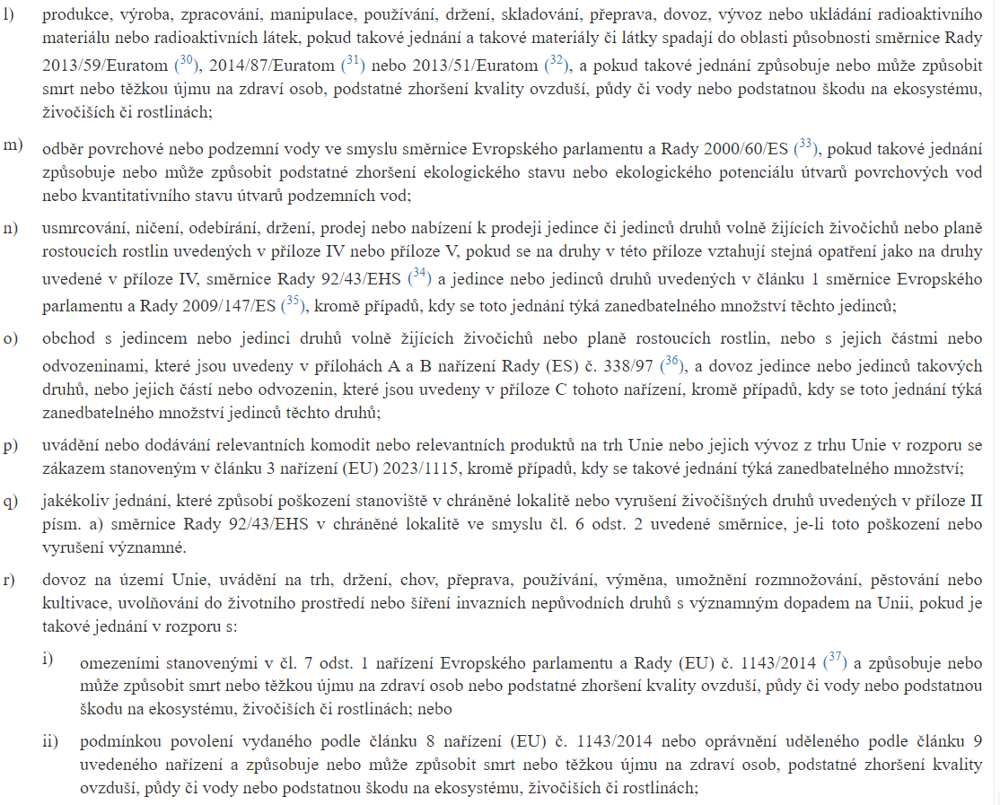 l) produkce, výroba, zpracování, manipulace, používání, držení, skladování, přeprava, dovoz, vývoz nebo ukládání radioaktivního
materiálu nebo radioaktivních látek, pokud takové jednání a takové materiály či látky spadají do oblasti působnosti směrnice Rady
2013/59/Euratom (30), 2014/87/Euratom (31) nebo 2013/51/Euratom (32), a pokud takové jednání způsobuje nebo může způsobit
smrt nebo těžkou újmu na zdraví osob, podstatné zhoršení kvality ovzduší, půdy či vody nebo podstatnou škodu na ekosystému,
živočiších či rostlinách;
m) odběr povrchové nebo podzemní vody ve smyslu směrnice Evropského parlamentu a Rady 2000/60/ES (33), pokud takové jednání
způsobuje nebo může způsobit podstatné zhoršení ekologického stavu nebo ekologického potenciálu útvarů povrchových vod
nebo kvantitativního stavu útvarů podzemních vod;
n) usmrcování, ničení, odebírání, držení, prodej nebo nabízení k prodeji jedince či jedinců druhů volně žijících živočichů nebo planě
rostoucích rostlin uvedených v příloze IV nebo příloze V, pokud se na druhy v této příloze vztahují stejná opatření jako na druhy
uvedené v příloze IV, směrnice Rady 92/43/EHS (34) a jedince nebo jedinců druhů uvedených v článku 1 směrnice Evropského
parlamentu a Rady 2009/147/ES (35), kromě případů, kdy se toto jednání týká zanedbatelného množství těchto jedinců;
o) obchod s jedincem nebo jedinci druhů volně žijících živočichů nebo planě rostoucích rostlin, nebo s jejich částmi nebo
odvozeninami, které jsou uvedeny v přílohách A a B nařízení Rady (ES) č. 338/97 (36), a dovoz jedince nebo jedinců takových
druhů, nebo jejich částí nebo odvozenin, které jsou uvedeny v příloze C tohoto nařízení, kromě případů, kdy se toto jednání týká
zanedbatelného množství jedinců těchto druhů;
p) uvádění nebo dodávání relevantních komodit nebo relevantních produktů na trh Unie nebo jejich vývoz z trhu Unie v rozporu se
zákazem stanoveným v článku 3 nařízení (EU) 2023/1115, kromě případů, kdy se takové jednání týká zanedbatelného množství;
q) jakékoliv jednání, které způsobí poškození stanoviště v chráněné lokalitě nebo vyrušení živočišných druhů uvedených v příloze II
písm. a) směrnice Rady 92/43/EHS v chráněné lokalitě ve smyslu čl. 6 odst. 2 uvedené směrnice, je-li toto poškození nebo
vyrušení významné.
r) dovoz na území Unie, uvádění na trh, držení, chov, přeprava, používání, výměna, umožnění rozmnožování, pěstování nebo
kultivace, uvolňování do životního prostředí nebo šíření invazních nepůvodních druhů s významným dopadem na Unii, pokud je
takové jednání v rozporu s:
i) omezeními stanovenými v čl. 7 odst. 1 nařízení Evropského parlamentu a Rady (EU) č. 1143/2014 (37) a způsobuje nebo
může způsobit smrt nebo těžkou újmu na zdraví osob nebo podstatné zhoršení kvality ovzduší, půdy či vody nebo podstatnou
škodu na ekosystému, živočiších či rostlinách; nebo
ii) podmínkou povolení vydaného podle článku 8 nařízení (EU) č. 1143/2014 nebo oprávnění uděleného podle článku 9
uvedeného nařízení a způsobuje nebo může způsobit smrt nebo těžkou újmu na zdraví osob, podstatné zhoršení kvality
ovzduší, půdy či vody nebo podstatnou škodu na ekosystému, živočiších či rostlinách;